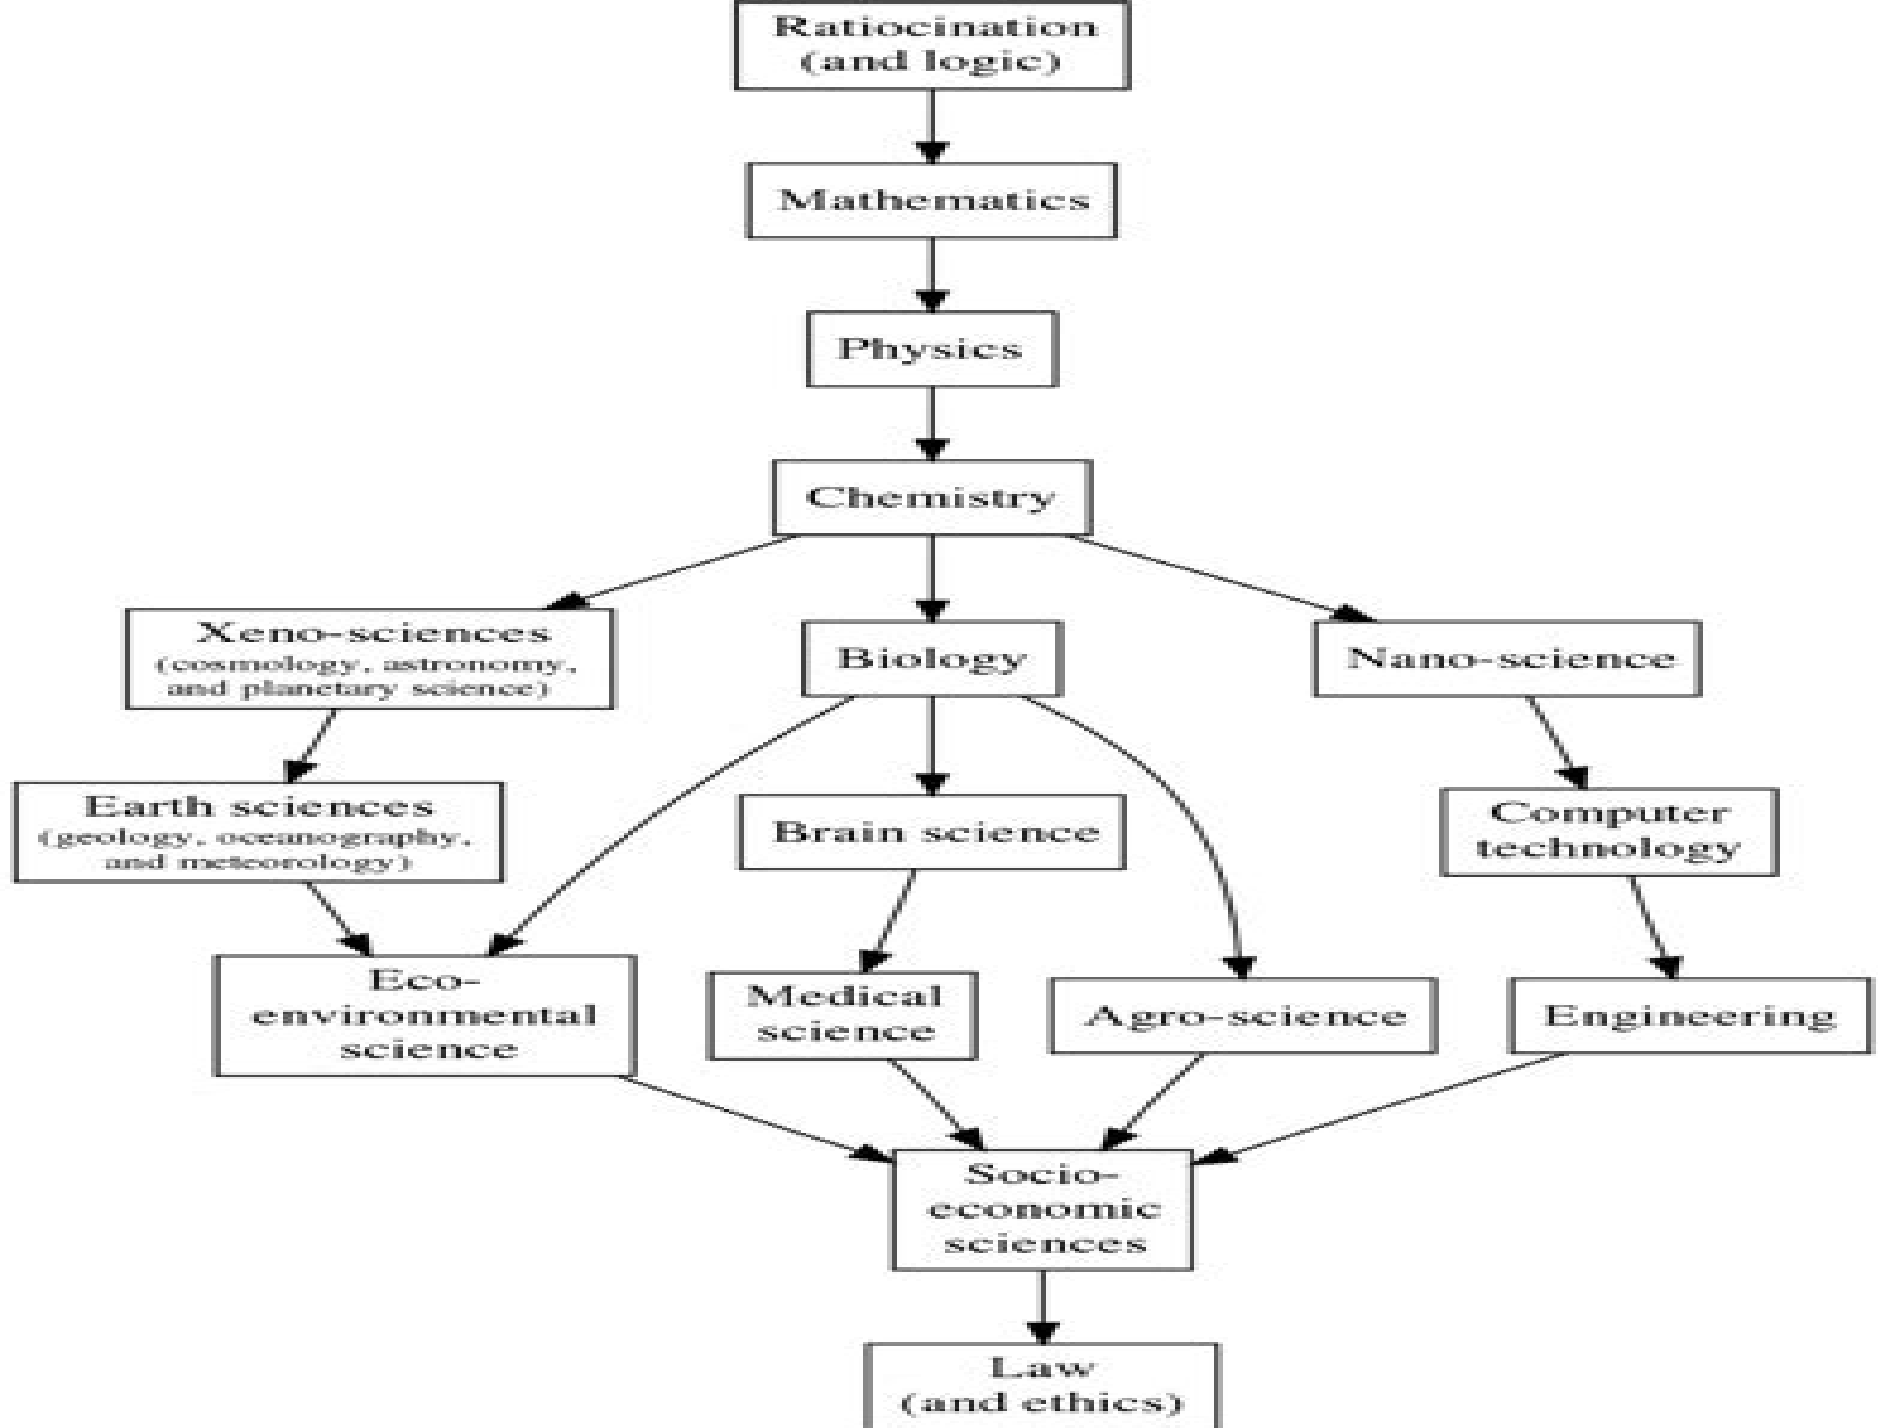 Ratiocination
(and logic)
Mathematics
Physics
Chemistry
Xeno-sciences
(cosmology, astronomy,
and planetary science)
Biology
Nano-science
Earth sciences
(geology, oceanography,
and meteorology)
Brain science
Computer
technology
Eco-
environmental
science
Medical
science
Agro-science
Engineering
Socio-
economic
sciences
Law
(and ethics)